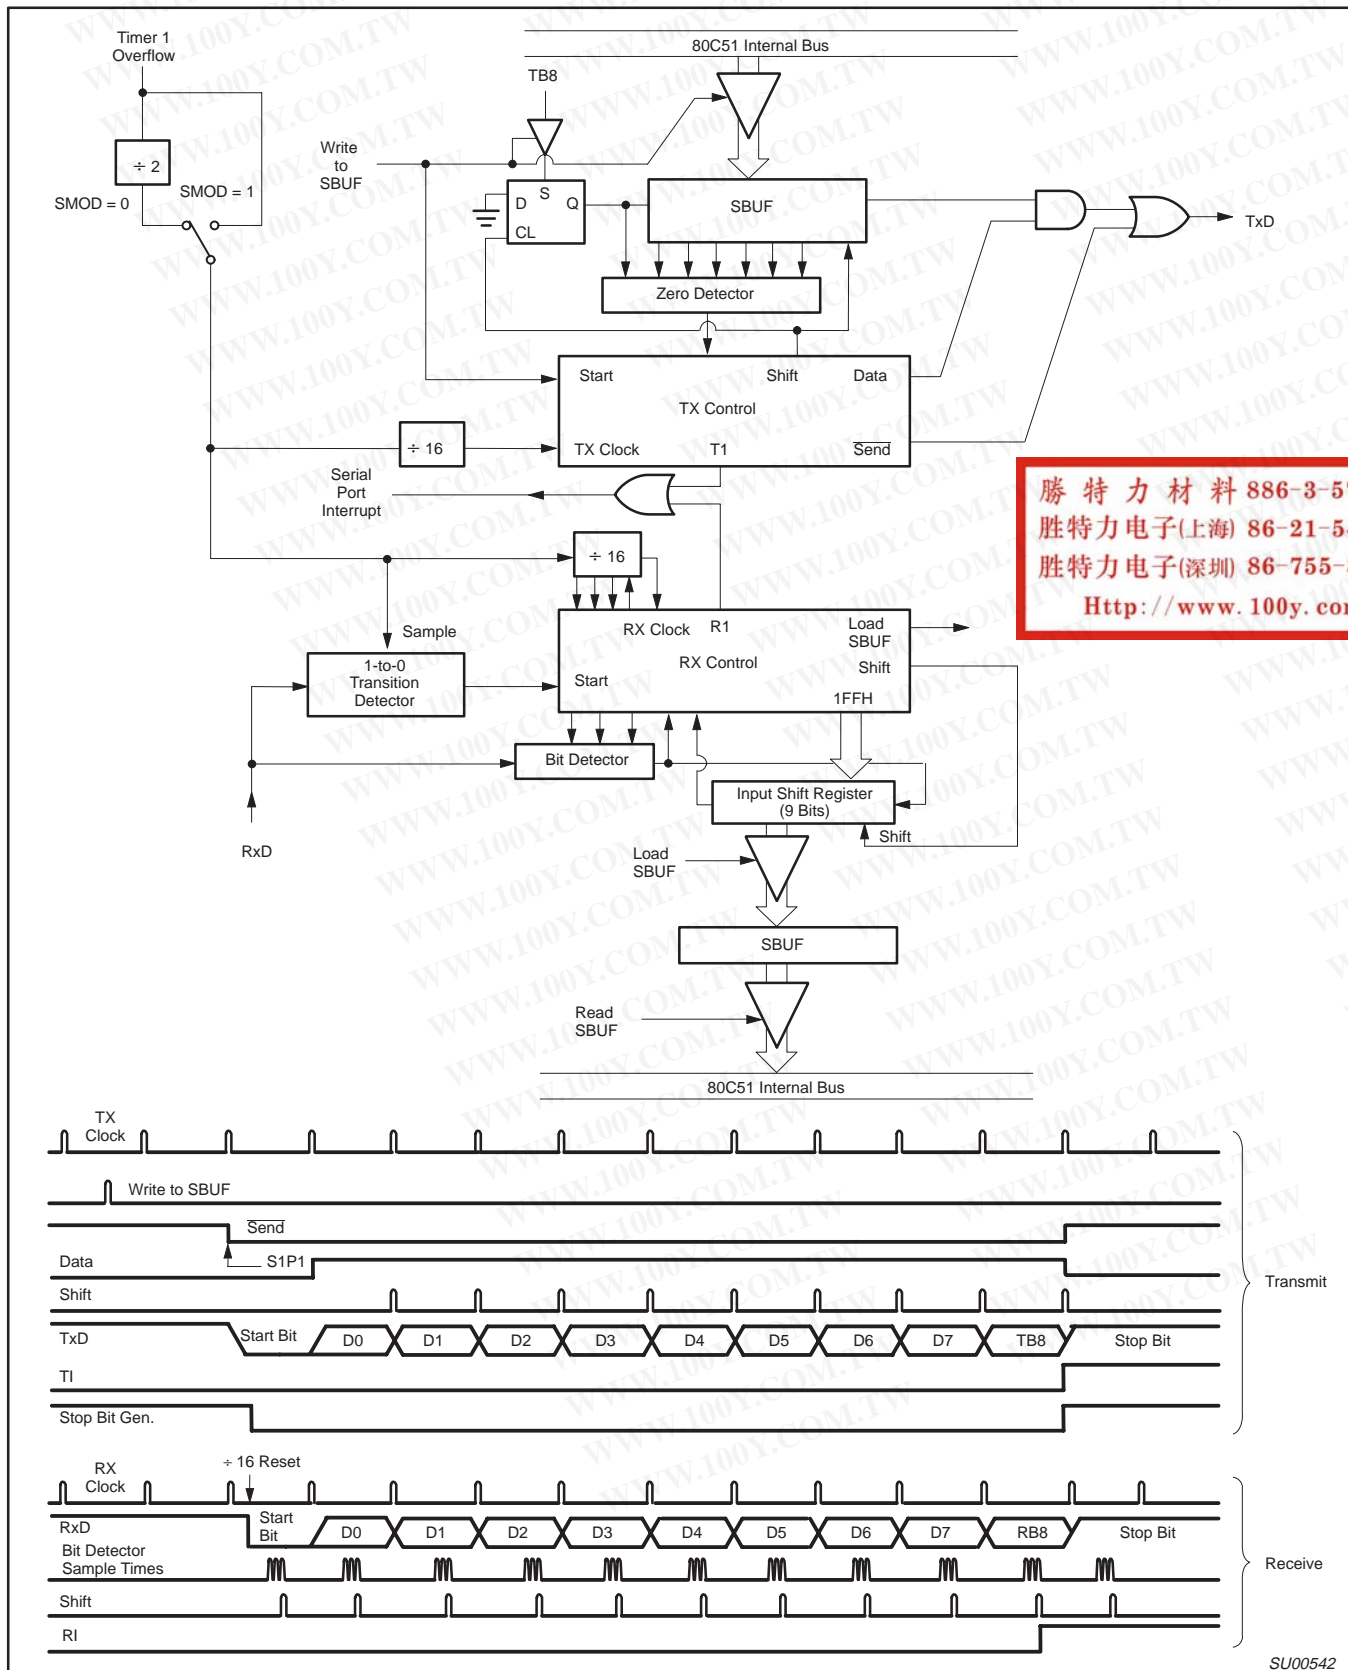 Timer 1
Overflow
80C51 Internal Bus
TB8
÷ 2
Write
to
SBUF
SMOD = 1
SMOD = 0
S
D
Q
CL
SBUF
TxD
Zero Detector
Start
Shift
Data
TX Control
÷ 16
TX Clock
T1
Send
Serial
Port
Interrupt
勝 特 力 材 料 886-3-5
胜特力电子(上海) 86-21-5
胜特力电子(深圳) 86-755-
Http://www.100y.co
÷ 16
Sample
RX Clock
R1
Load
SBUF
RX Control
Shift
1-to-0
Transition
Detector
Start
1FFH
Bit Detector
Input Shift Register
(9 Bits)
Shift
RxD
Load
SBUF
SBUF
Read
SBUF
80C51 Internal Bus
TX
Clock
Write to SBUF
Send
Data
S1P1
Transmit
Shift
TxD
Start Bit
D0
D1
D2
D3
D4
D5
D6
D7
TB8
Stop Bit
TI
Stop Bit Gen.
÷ 16 Reset
RX
Clock
RxD
Start
Bit
D0
D1
D2
D3
D4
D5
D6
D7
RB8
Stop Bit
Bit Detector
Sample Times
Receive
Shift
RI
SU00542
WWW.100Y.COM.TW